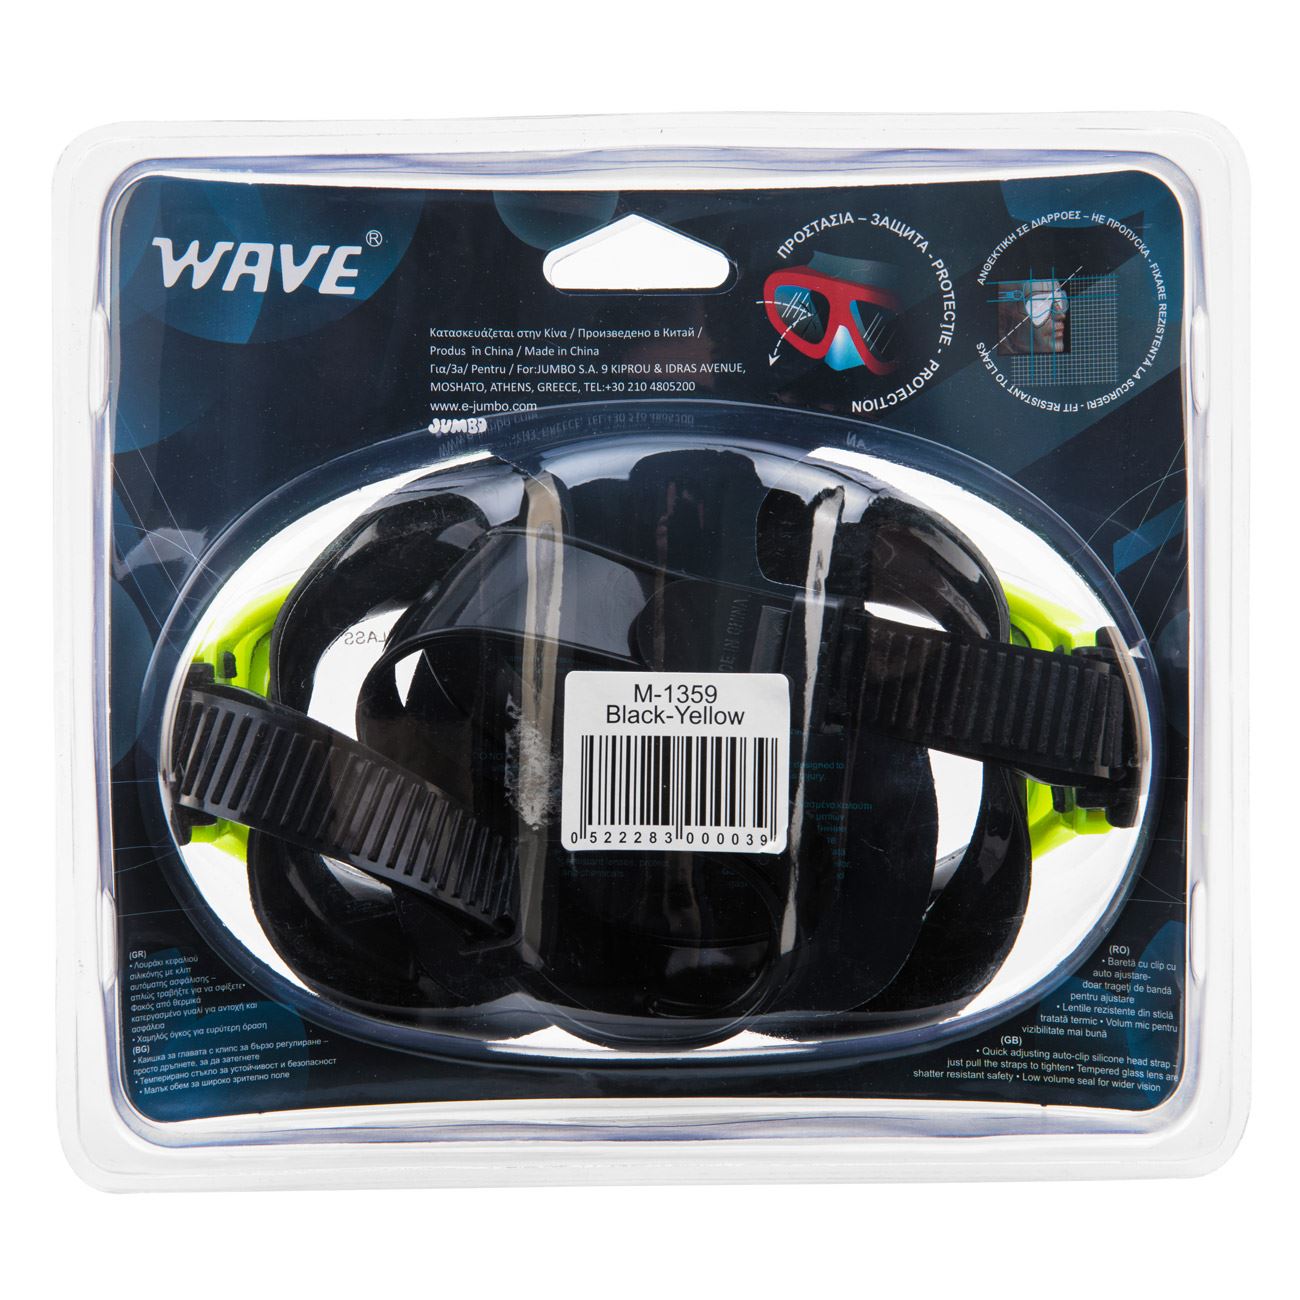 WAVE®
Κατασκευάζεται στην Κίνα / Произведено в Китай /
Produs în China / Made in China
Για/За/ Pentru / For:JUMBO S.A. 9 KIPROU & IDRAS AVENUE,
MOSHATO, ATHENS, GREECE, TEL:+30 210 4805200
www.e-jumbo.com
JUMBO
ΠΡΟΣΤΑΣΙΑ – ЗАЩИТА - PROTECTIE - PROTECTION
ΑΝΘΕΚΤΙΚΗ ΣΕ ΔΙΑΡΡΟΕΣ – НЕ ПРОПУСКА - FIXARE REZISTENTA LA SCURGERI - FIT RESISTANT TO LEAKS
M-1359
Black-Yellow
0 522283 000039
(GR)
• Λουράκι κεφαλιού
σιλικόνης με κλιπ
αυτόματης ασφάλισης –
απλώς τραβήξτε για να σφίξετε•
Φακός από θερμικά
κατεργασμένο γυαλί για αντοχή και
ασφάλεια
• Χαμηλός όγκος για ευρύτερη όραση
(BG)
• Каишка за главата с клипс за бързо регулиране –
просто дръпнете, за да затегнете
• Темперирано стъкло за устойчивост и безопасност
• Малък обем за широко зрително поле
(RO)
• Baretă cu clip cu
auto ajustare-
doar trageţi de bandă
pentru ajustare
• Lentile rezistente din sticlă
tratată termic • Volum mic pentru
vizibilitate mai bună
(GB)
• Quick adjusting auto-clip silicone head strap –
just pull the straps to tighten• Tempered glass lens are
shatter resistant safety • Low volume seal for wider vision